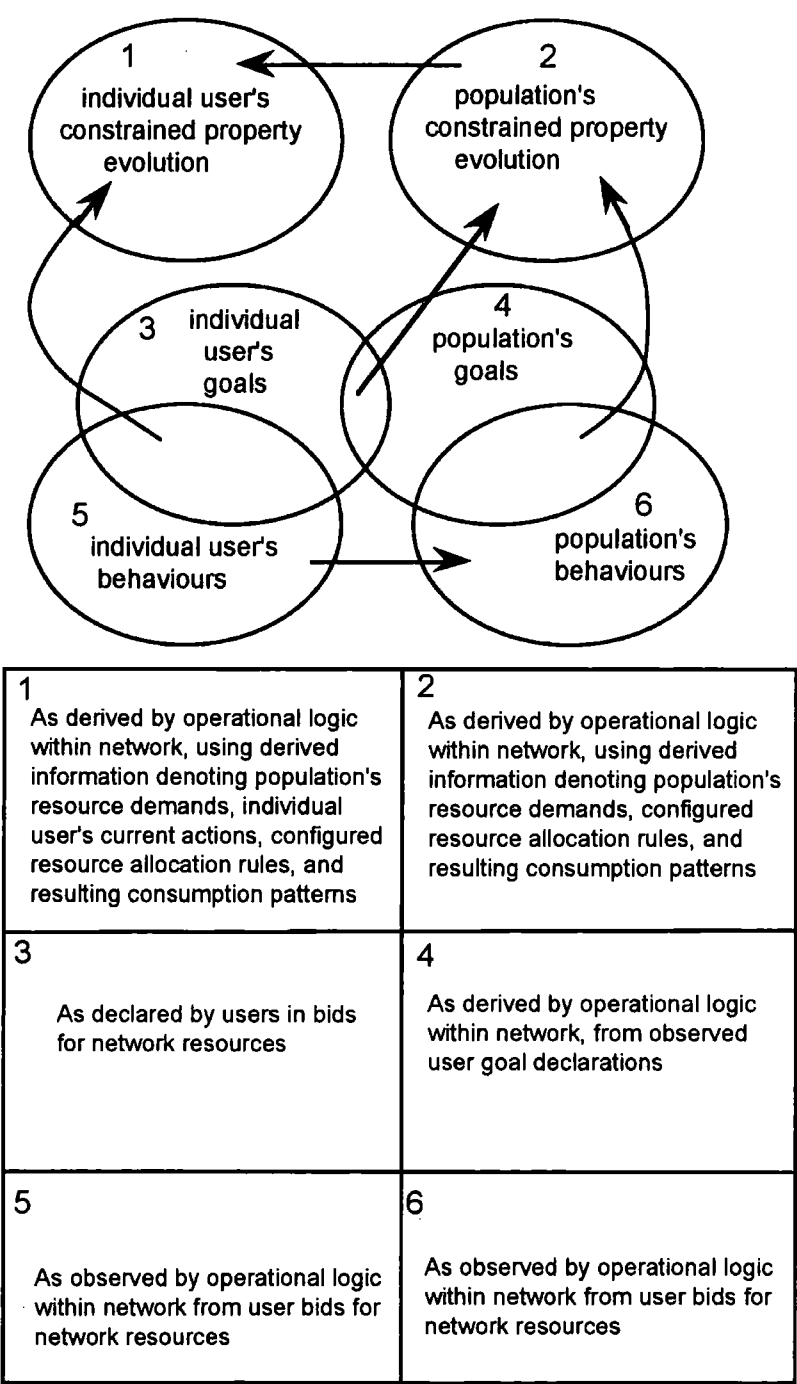 1
individual user's
constrained property
evolution
2
population's
constrained property
evolution
3
individual
user's
goals
4
population's
goals
5
individual user's
behaviours
6
population's
behaviours
1
As derived by operational logic
within network, using derived
information denoting population's
resource demands, individual
user's current actions, configured
resource allocation rules, and
resulting consumption patterns
2
As derived by operational logic
within network, using derived
information denoting population's
resource demands, configured
resource allocation rules, and
resulting consumption patterns
3
As declared by users in bids
for network resources
4
As derived by operational logic
within network, from observed
user goal declarations
5
As observed by operational logic
within network from user bids for
network resources
6
As observed by operational logic
within network from user bids for
network resources